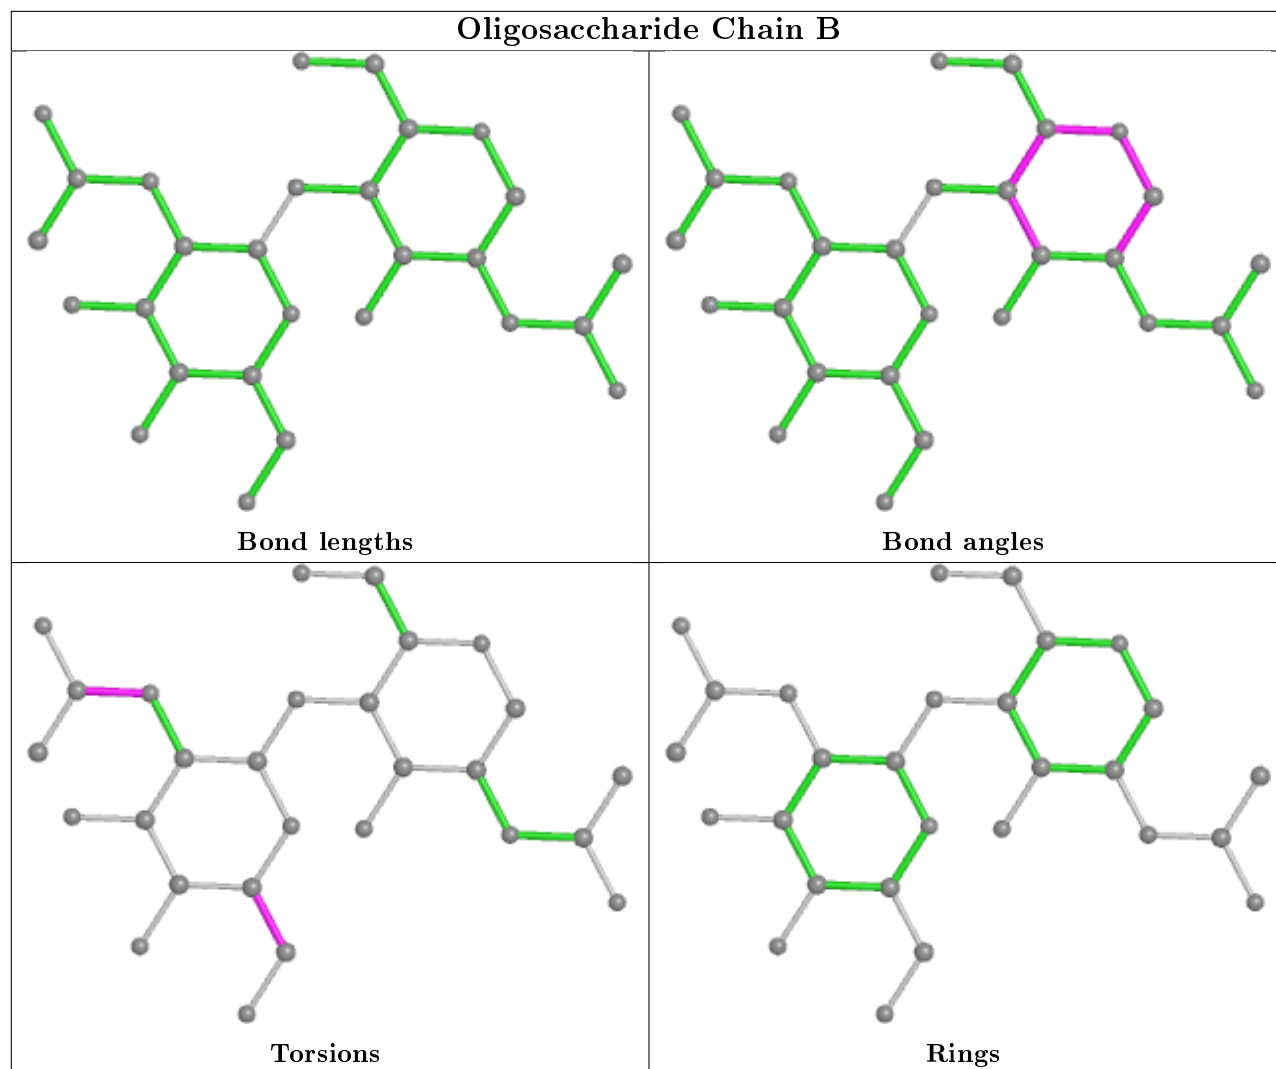 Oligosaccharide Chain B
Bond lengths
Bond angles
Torsions
Rings